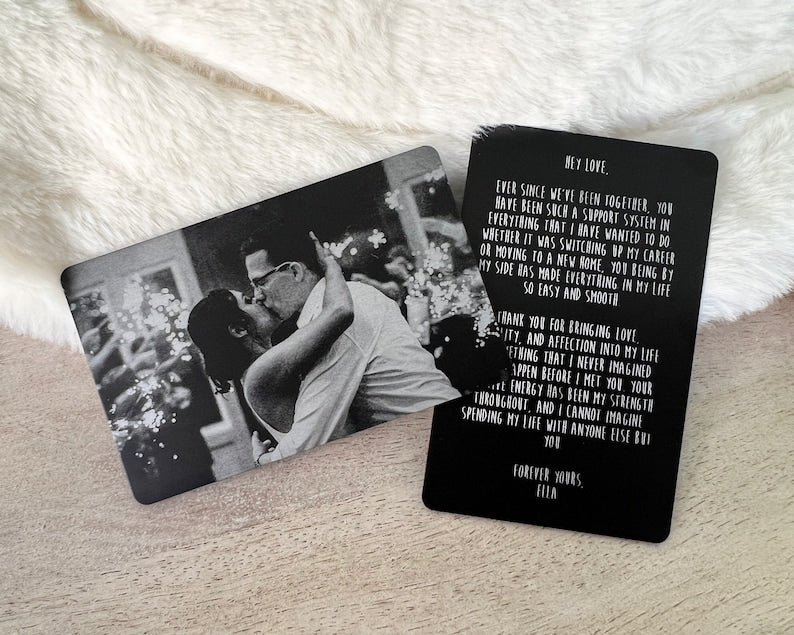 HEY LOVE,
EVER SINCE WE'VE BEEN TOGETHER, YOU
HAVE BEEN SUCH A SUPPORT SYSTEM IN
EVERYTHING THAT I HAVE WANTED TO DO
WHETHER IT WAS SWITCHING UP MY CAREER
OR MOVING TO A NEW HOME, YOU BEING BY
MY SIDE HAS MADE EVERYTHING IN MY LIFE
SO EASY AND SMOOTH
THANK YOU FOR BRINGING LOVE,
AND AFFECTION INTO MY LIFE
THAT I NEVER IMAGINED
BEFORE I MET YOU. YOUR
ENERGY HAS BEEN MY STRENGTH
THROUGHOUT, AND I CANNOT IMAGINE
SPENDING MY LIFE WITH ANYONE ELSE BUT
YOU
FOREVER YOURS,
ELLA